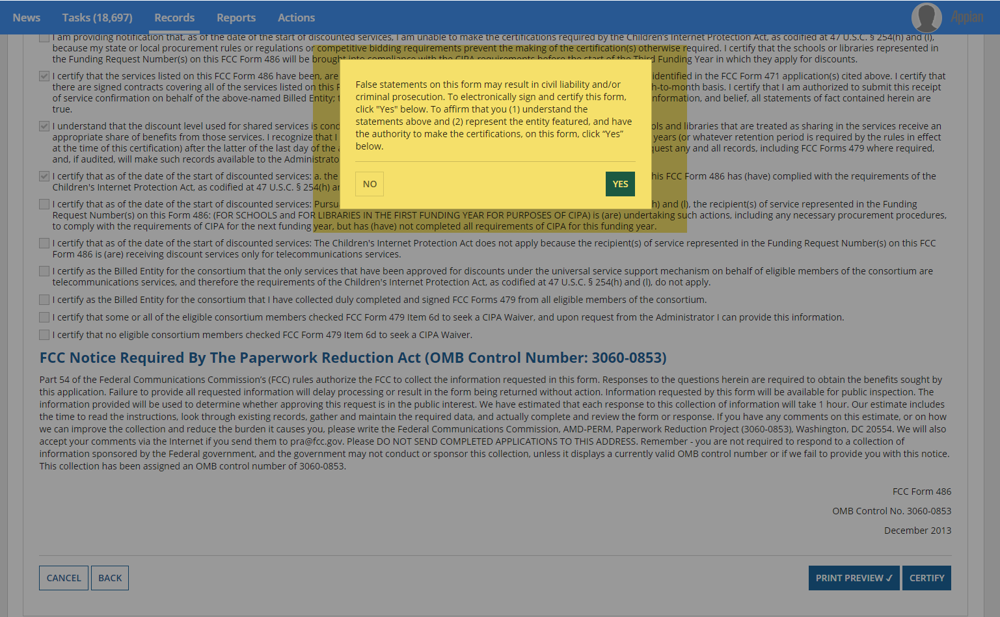 News Tasks (18,697) Records Reports Actions Appian
I am providing notification that, as of the date of the start of discounted services, I am unable to make the certifications required by the Children's Internet Protection Act, as codified at 47 U.S.C. § 254(h) and (l),
because my state or local procurement rules or regulations or competitive bidding requirements prevent the making of the certification(s) otherwise required. I certify that the schools or libraries represented in
the Funding Request Number(s) on this FCC Form 486 will be brought into compliance with the CIPA requirements before the start of the Third Funding Year in which they apply for discounts.
I certify that the services listed on this FCC Form 486 have been, are identified in the FCC Form 471 application(s) cited above. I certify that
there are signed contracts covering all of the services listed on this F h-to-month basis. I certify that I am authorized to submit this receipt
of service confirmation on behalf of the above-named Billed Entity; t nformation, and belief, all statements of fact contained herein are
true.
I understand that the discount level used for shared services is cond ols and libraries that are treated as sharing in the services receive an
appropriate share of benefits from those services. I recognize that I years (or whatever retention period is required by the rules in effect
at the time of this certification) after the latter of the last day of the quest any and all records, including FCC Forms 479 where required,
and, if audited, will make such records available to the Administrato
I certify that as of the date of the start of discounted services: a. the his FCC Form 486 has (have) complied with the requirements of the
Children's Internet Protection Act, as codified at 47 U.S.C. § 254(h) ar
I certify that as of the date of the start of discounted services: Pursu h) and (l), the recipient(s) of service represented in the Funding
Request Number(s) on this Form 486: (FOR SCHOOLS and FOR LIBRARIES IN THE FIRST FUNDING YEAR FOR PURPOSES OF CIPA) is (are) undertaking such actions, including any necessary procurement procedures,
to comply with the requirements of CIPA for the next funding year, but has (have) not completed all requirements of CIPA for this funding year.
False statements on this form may result in civil liability and/or
criminal prosecution. To electronically sign and certify this form,
click "Yes" below. To affirm that you (1) understand the
statements above and (2) represent the entity featured, and have
the authority to make the certifications, on this form, click “Yes”
below.
NO YES
I certify that as of the date of the start of discounted services: The Children's Internet Protection Act does not apply because the recipient(s) of service represented in the Funding Request Number(s) on this FCC
Form 486 is (are) receiving discount services only for telecommunications services.
I certify as the Billed Entity for the consortium that the only services that have been approved for discounts under the universal service support mechanism on behalf of eligible members of the consortium are
telecommunications services, and therefore the requirements of the Children's Internet Protection Act, as codified at 47 U.S.C. § 254(h) and (l), do not apply.
I certify as the Billed Entity for the consortium that I have collected duly completed and signed FCC Forms 479 from all eligible members of the consortium.
I certify that some or all of the eligible consortium members checked FCC Form 479 Item 6d to seek a CIPA Waiver, and upon request from the Administrator I can provide this information.
I certify that no eligible consortium members checked FCC Form 479 Item 6d to seek a CIPA Waiver.
FCC Notice Required By The Paperwork Reduction Act (OMB Control Number: 3060-0853)
Part 54 of the Federal Communications Commission’s (FCC) rules authorize the FCC to collect the information requested in this form. Responses to the questions herein are required to obtain the benefits sought by
this application. Failure to provide all requested information will delay processing or result in the form being returned without action. Information requested by this form will be available for public inspection. The
information provided will be used to determine whether approving this request is in the public interest. We have estimated that each response to this collection of information will take 1 hour. Our estimate includes
the time to read the instructions, look through existing records, gather and maintain the required data, and actually complete and review the form or response. If you have any comments on this estimate, or on how
we can improve the collection and reduce the burden it causes you, please write the Federal Communications Commission, AMD-PERM, Paperwork Reduction Project (3060-0853), Washington, DC 20554. We will also
accept your comments via the Internet if you send them to pra@fcc.gov. Please DO NOT SEND COMPLETED APPLICATIONS TO THIS ADDRESS. Remember - you are not required to respond to a collection of
information sponsored by the Federal government, and the government may not conduct or sponsor this collection, unless it displays a currently valid OMB control number or if we fail to provide you with this notice.
This collection has been assigned an OMB control number of 3060-0853.
FCC Form 486
OMB Control No. 3060-0853
December 2013
CANCEL BACK PRINT PREVIEW ✓ CERTIFY